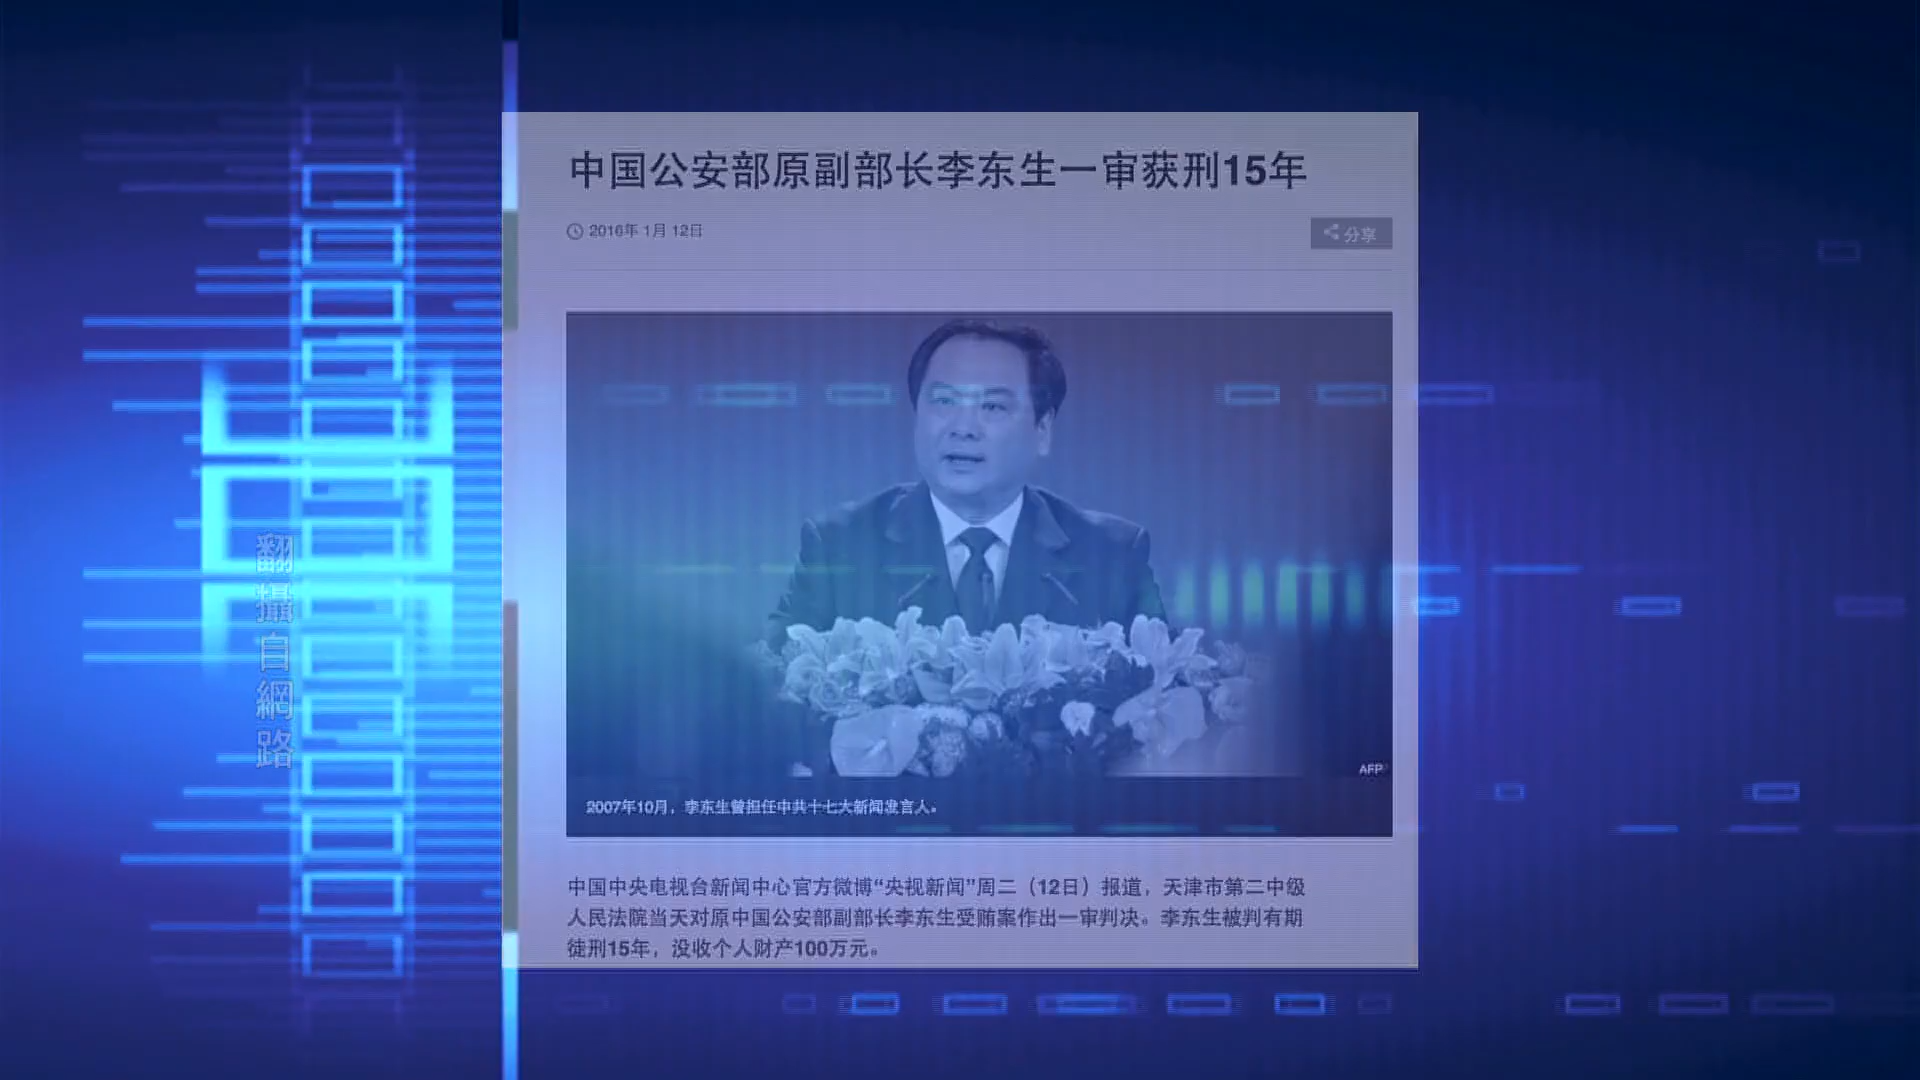 中国公安部原副部长李东生一审获刑15年
2016年 1月 12日
分享
翻攝自網路
AFP
2007年10月，李东生曾担任中共十七大新闻发言人。
中国中央电视台新闻中心官方微博“央视新闻”周二（12日）报道，天津市第二中级
人民法院当天对原中国公安部副部长李东生受贿案作出一审判决。李东生被判有期
徒刑15年，没收个人财产100万元。